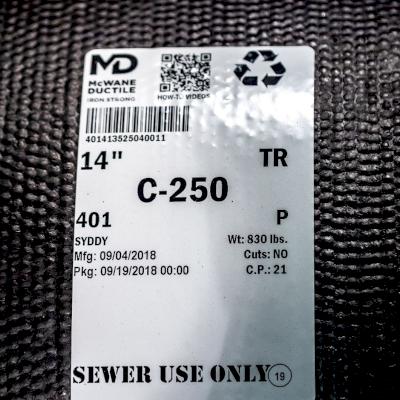 MD
McWANE
DUCTILE
IRON STRONG
HOW-TO VIDEOS
401413525040011
14" TR
C-250
401 P
SYDDY Wt: 830 lbs.
Mfg: 09/04/2018 Cuts: NO
Pkg: 09/19/2018 00:00 C.P.: 21
SEWER USE ONLY 19